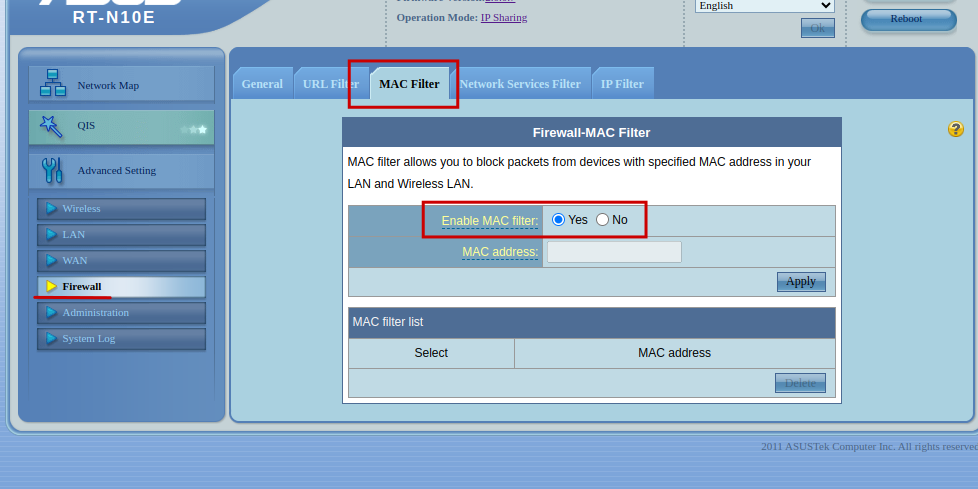 RT-N10E
Operation Mode: IP Sharing
English
Ok
Reboot
Network Map
QIS
Advanced Setting
Wireless
LAN
WAN
Firewall
Administration
System Log
General
URL Filter
MAC Filter
Network Services Filter
IP Filter
Firewall-MAC Filter
MAC filter allows you to block packets from devices with specified MAC address in your
LAN and Wireless LAN.
Enable MAC filter: Yes No
MAC address:
Apply
MAC filter list
Select MAC address
Delete
2011 ASUSTek Computer Inc. All rights reserved